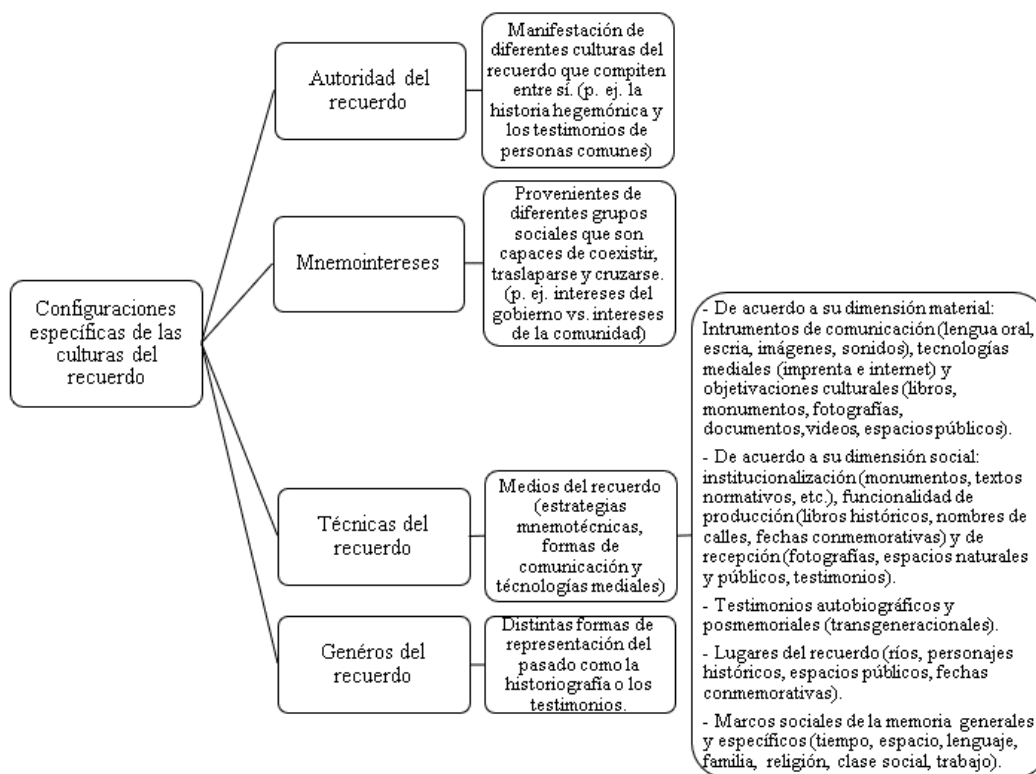 Configuraciones
específicas de las
culturas del
recuerdo
Autoridad del
recuerdo
Manifestación de
diferentes culturas del
recuerdo que compiten
entre sí. (p. ej. la
historia hegemónica y
los testimonios de
personas comunes)
Mnemointereses
Provenientes de
diferentes grupos
sociales que son
capaces de coexistir,
traslaparse y cruzarse.
(p. ej. intereses del
gobierno vs. intereses
de la comunidad)
Técnicas del
recuerdo
Medios del recuerdo
(estrategias
mnemotécnicas,
formas de
comunicación y
técnologías mediales)
- De acuerdo a su dimensión material:
Intrumentos de comunicación (lengua oral,
escria, imágenes, sonidos), tecnologías
mediales (imprenta e internet) y
objetivaciones culturales (libros,
monumentos, fotografías,
documentos, videos, espacios públicos).
- De acuerdo a su dimensión social:
institucionalización (monumentos, textos
normativos, etc.), funcionalidad de
producción (libros históricos, nombres de
calles, fechas conmemorativas) y de
recepción (fotografías, espacios naturales
y públicos, testimonios).
- Testimonios autobiográficos y
posmemoriales (transgeneracionales).
- Lugares del recuerdo (ríos, personajes
históricos, espacios públicos, fechas
conmemorativas).
- Marcos sociales de la memoria generales
y específicos (tiempo, espacio, lenguaje,
familia, religión, clase social, trabajo).
Genéros del
recuerdo
Distintas formas de
representación del
pasado como la
historiografía o los
testimonios.